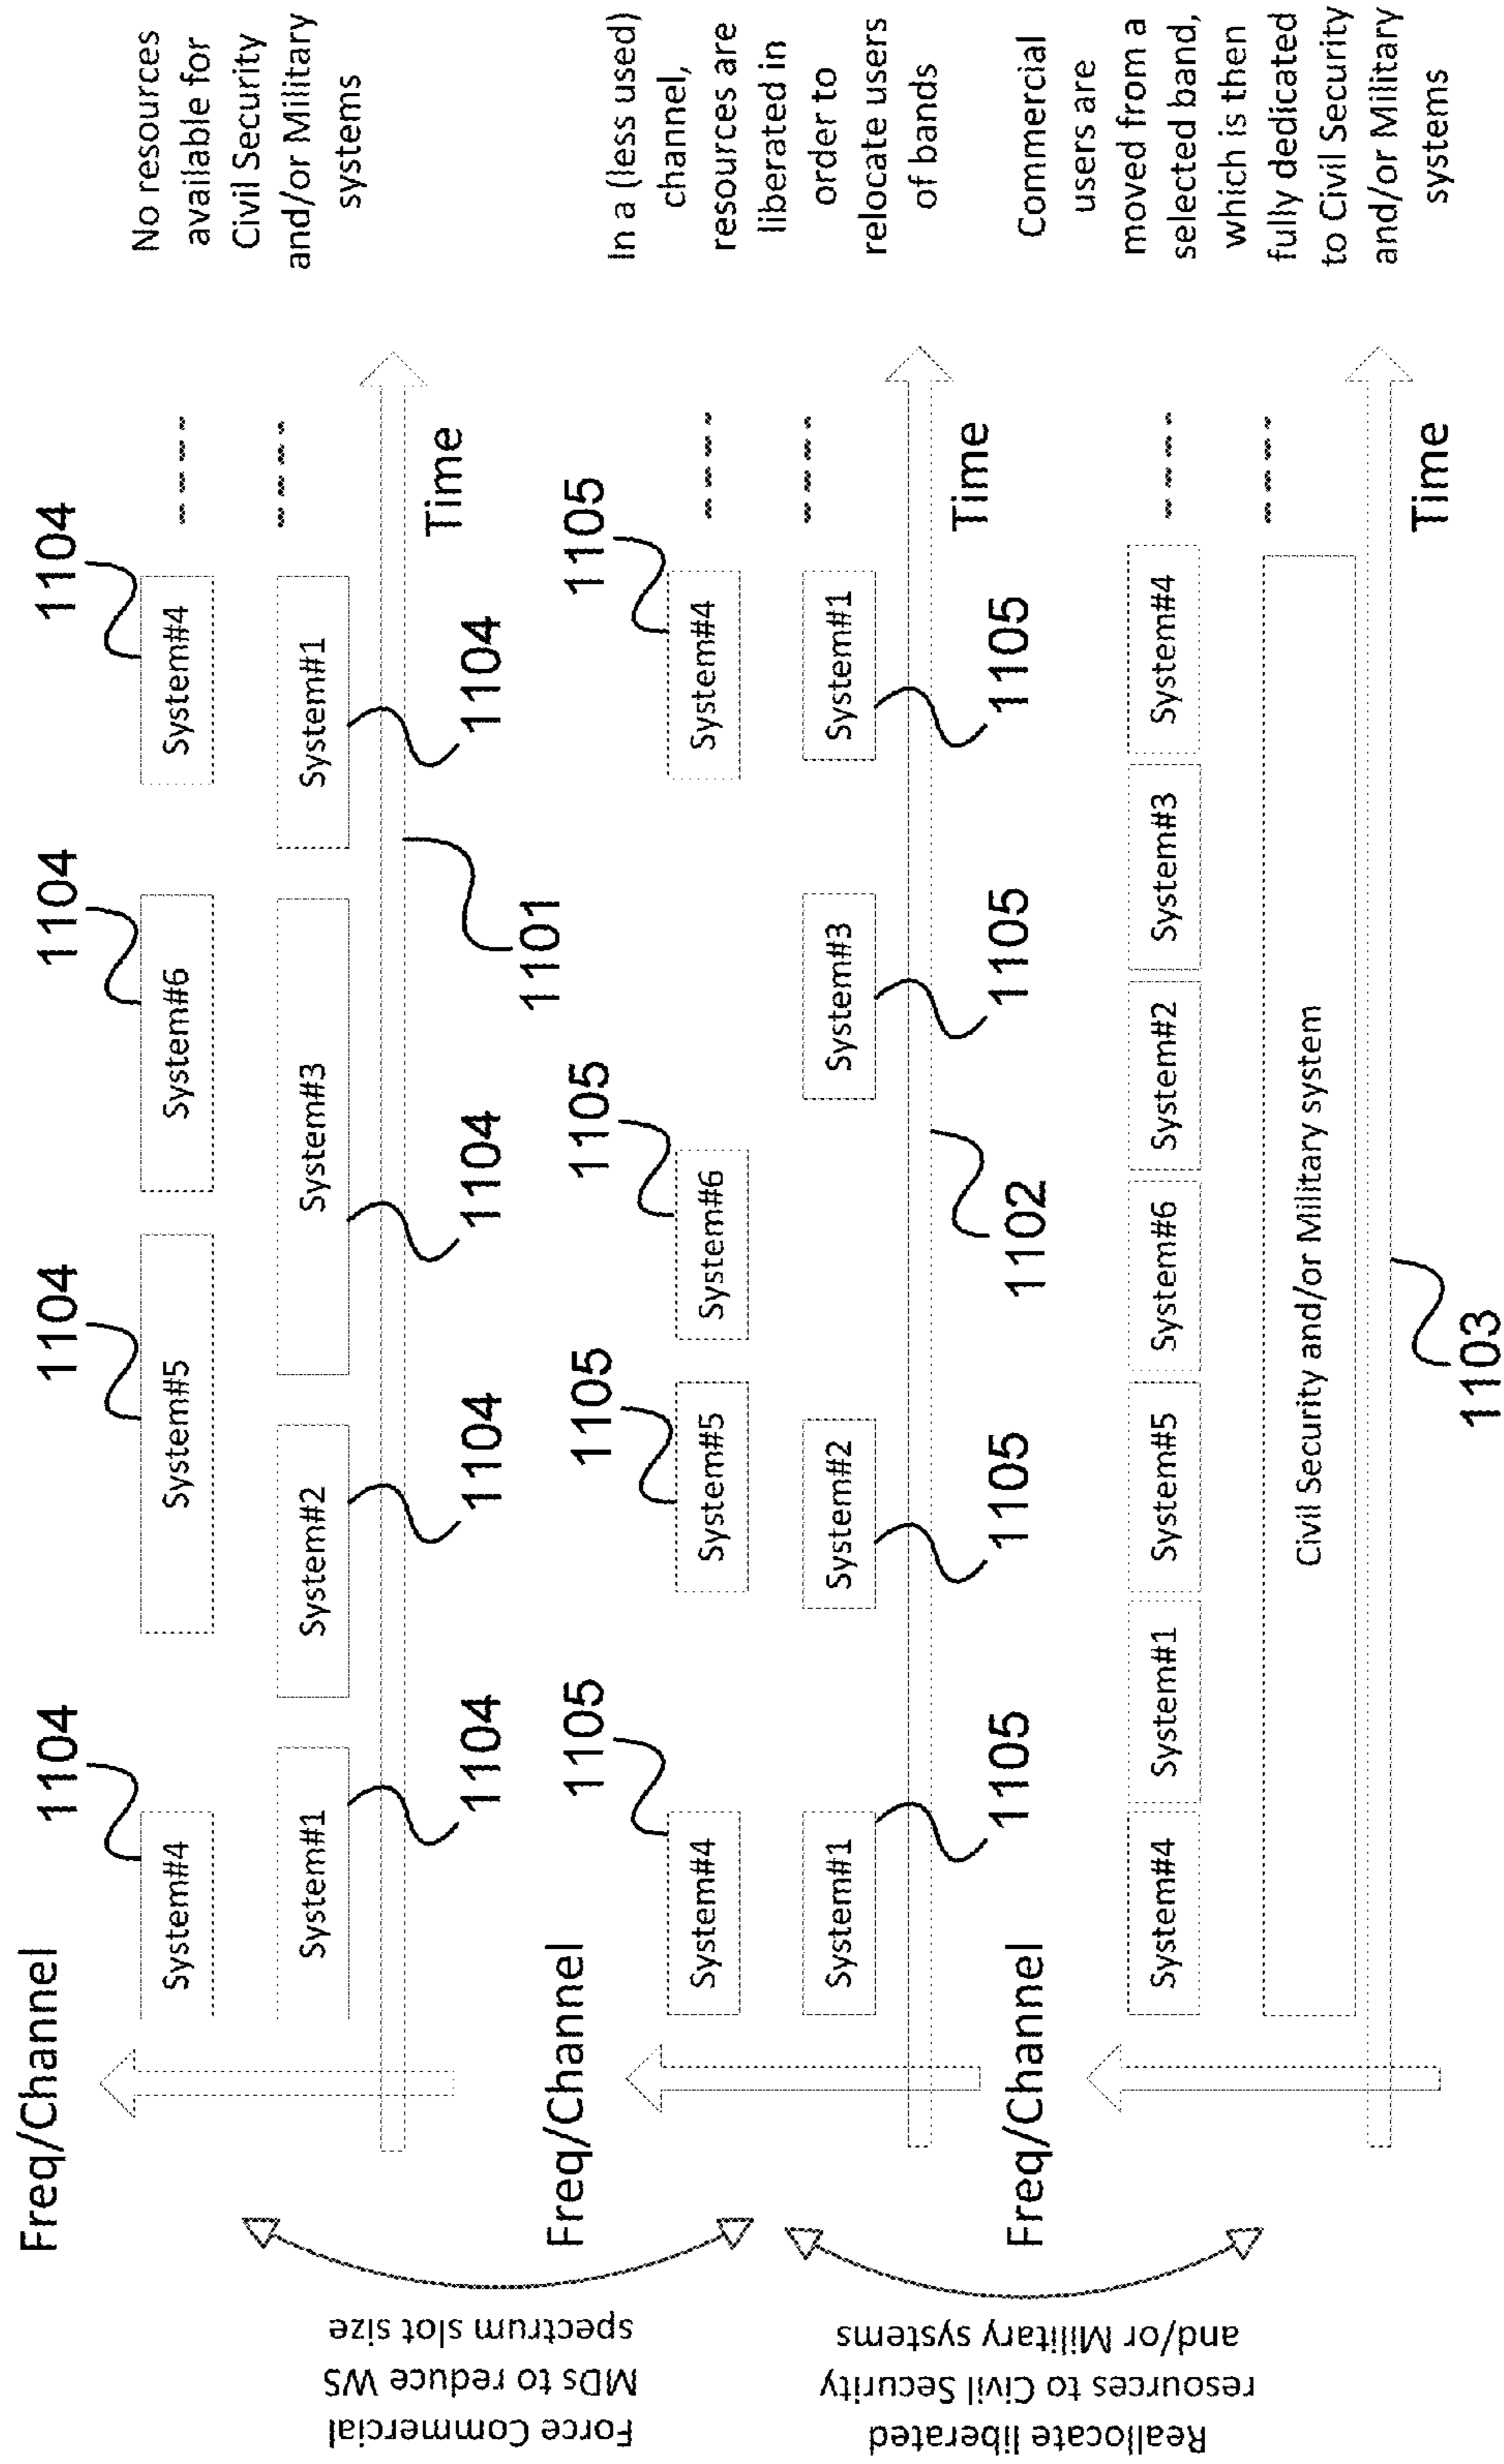 Freq/Channel
1104
1104
1104
1104
System#4
System#5
System#6
System#4
----
System#1
System#2
System#3
System#1
----
Time
1104
1104
1104
1104
1101
No resources
available for
Civil Security
and/or Military
systems
Force Commercial
MDs to reduce WS
spectrum slot size
Freq/Channel
1105
1105
1105
1105
System#4
System#5
System#6
System#4
----
System#1
System#2
System#3
System#1
----
Time
1105
1105
1105
1105
1102
In a (less used)
channel,
resources are
liberated in
order to
relocate users
of bands
Reallocate liberated
resources to Civil Security
and/or Military systems
Freq/Channel
System#4
System#1
System#5
System#6
System#2
System#3
System#4
----
Civil Security and/or Military system
----
Time
1103
Commercial
users are
moved from a
selected band,
which is then
fully dedicated
to Civil Security
and/or Military
systems